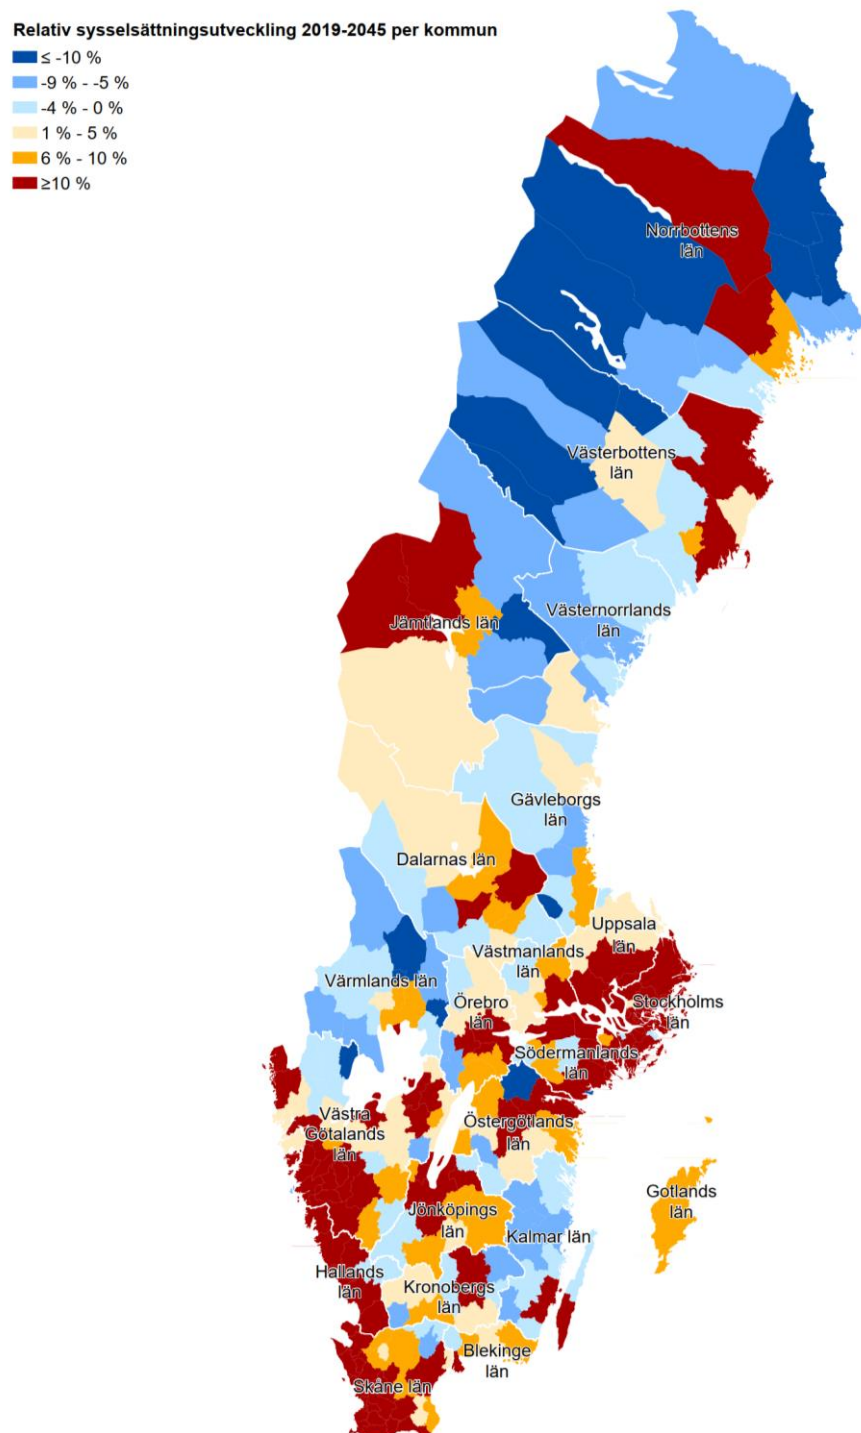 Relativ sysselsättningsutveckling 2019-2045 per kommun
≤ -10 %
-9 % - -5 %
-4 % - 0 %
1 % - 5 %
6 % - 10 %
≥10 %
Norrbottens
län
Västerbottens
län
Västernorrlands
län
Jämtlands län
Gävleborgs
län
Dalarnas län
Uppsala
län
Västmanlands
län
Värmlands län
Örebro
län
Stockholms
län
Södermanlands
län
Västra
Götalands
län
Östergötlands
län
Gotlands
län
Jönköpings
län
Kalmar län
Hallands
län
Kronobergs
län
Blekinge
län
Skåne län